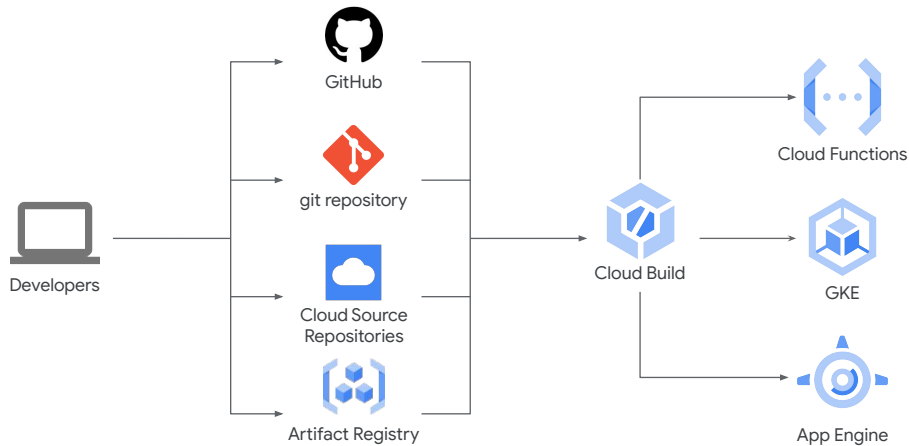 GitHub
git repository
Cloud Source
Repositories
Artifact Registry
Developers
Cloud Build
Cloud Functions
GKE
App Engine